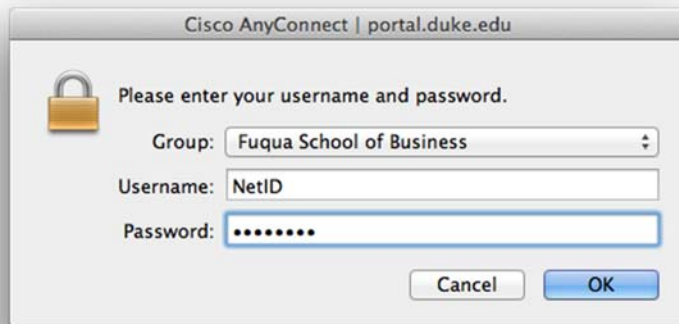 Cisco AnyConnect | portal.duke.edu
Please enter your username and password.
Group: Fuqua School of Business
Username: NetID
Password: ••••••••
Cancel OK